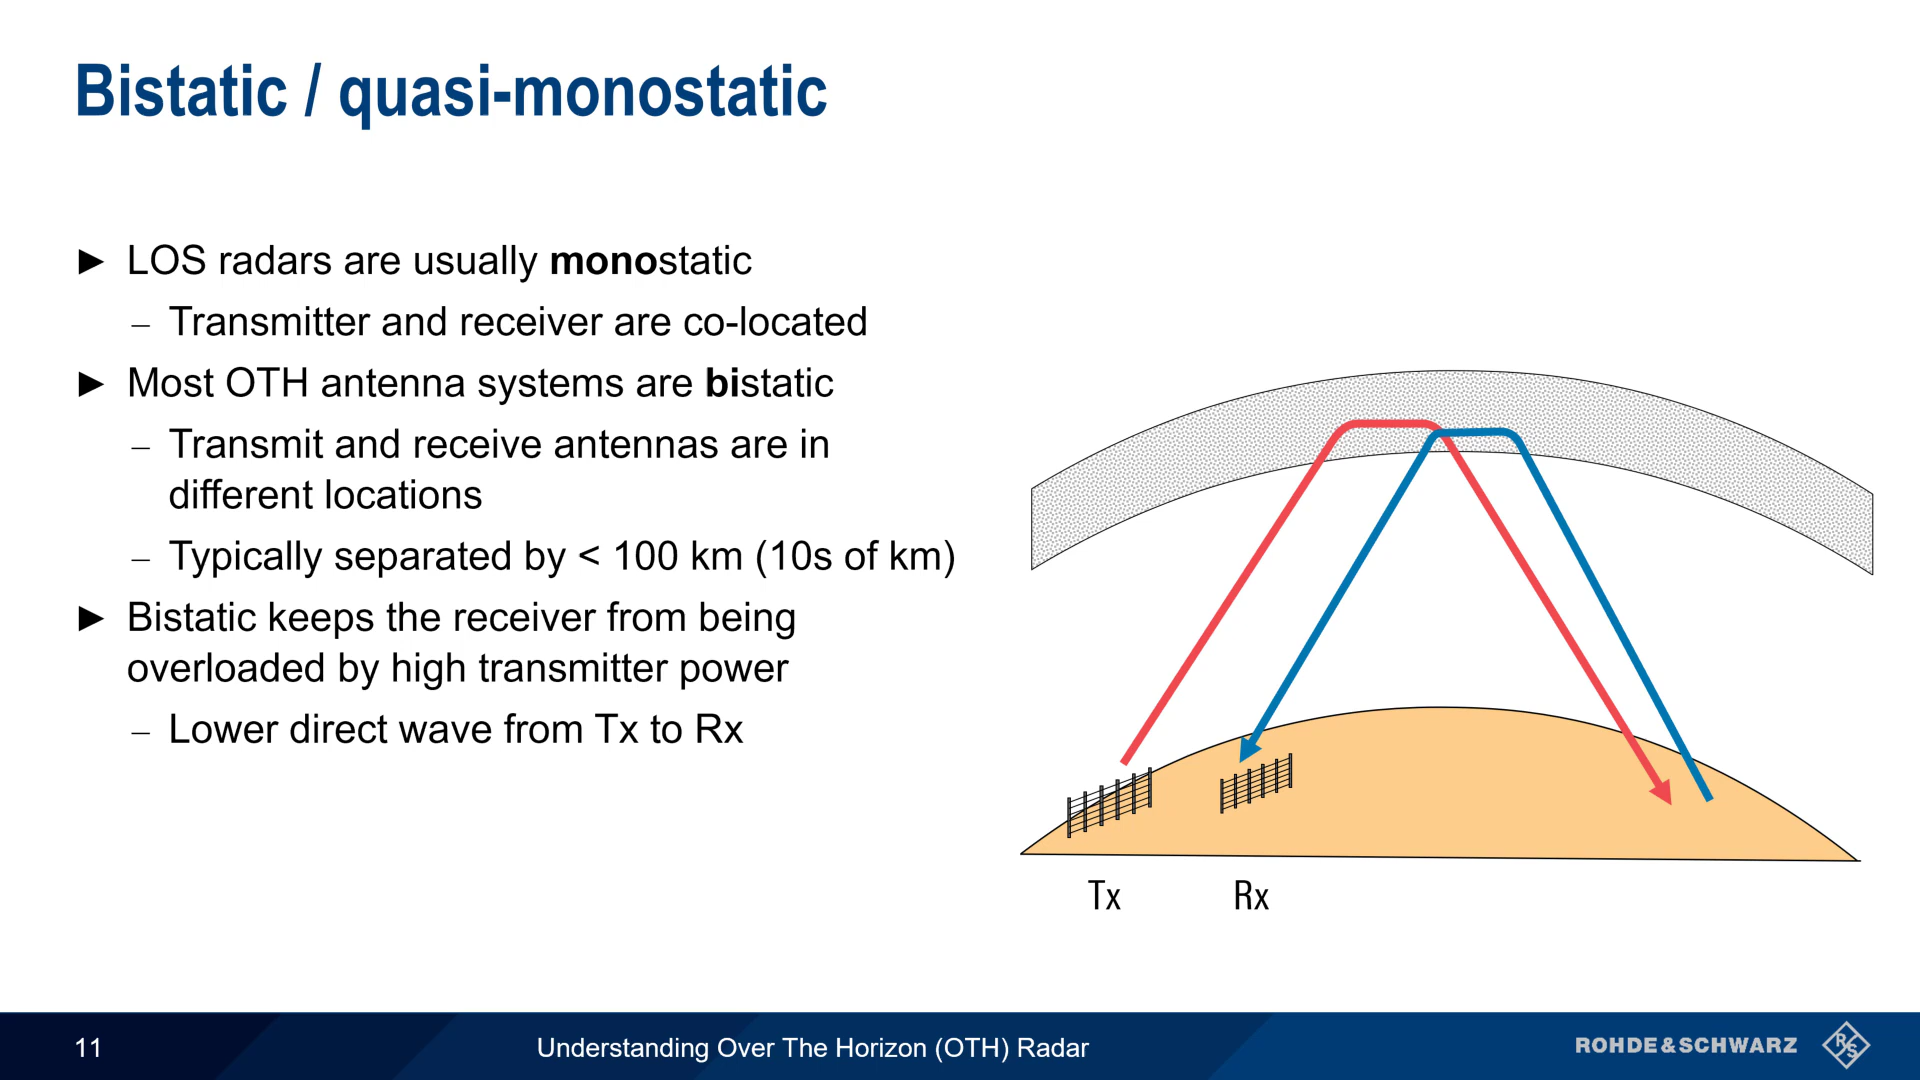 Bistatic / quasi-monostatic
► LOS radars are usually monostatic
– Transmitter and receiver are co-located
► Most OTH antenna systems are bistatic
– Transmit and receive antennas are in
different locations
– Typically separated by < 100 km (10s of km)
► Bistatic keeps the receiver from being
overloaded by high transmitter power
– Lower direct wave from Tx to Rx
Tx
Rx
11
Understanding Over The Horizon (OTH) Radar
ROHDE&SCHWARZ
R&S